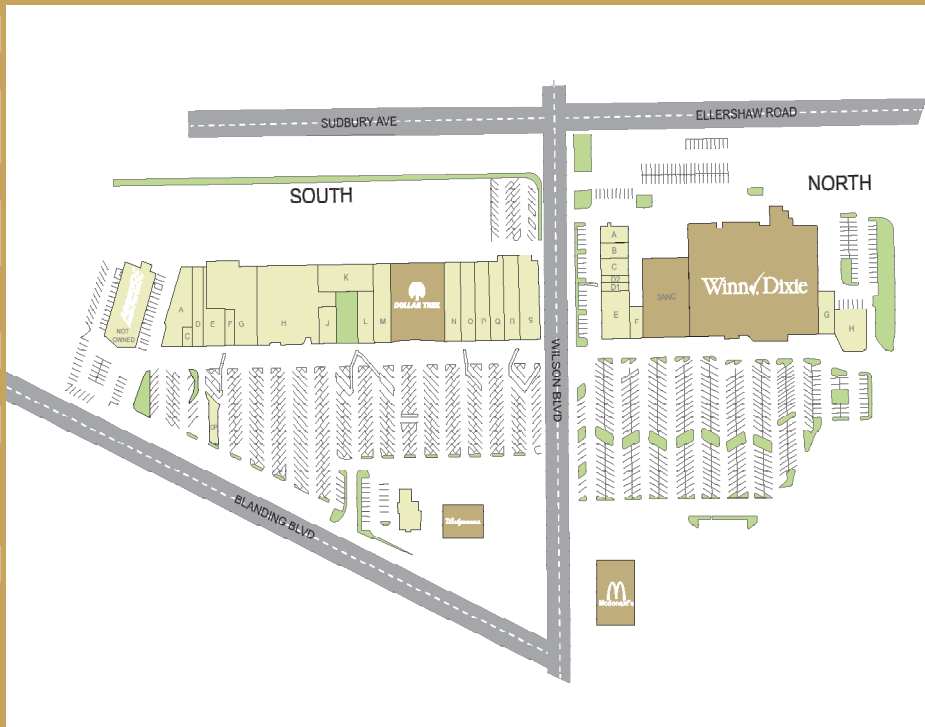 SUDBURY AVE
ELLERSHAW ROAD
SOUTH
NORTH
WILSON BLVD
BLANDING BLVD
NOT
OWNED
A
C
D
E
F
G
H
J
K
L
M
DOLLAR TREE
N
O
P
Q
R
S
OP
Walgreens
A
B
C
D2
D1
E
F
Winn Dixie
G
H
McDonald's